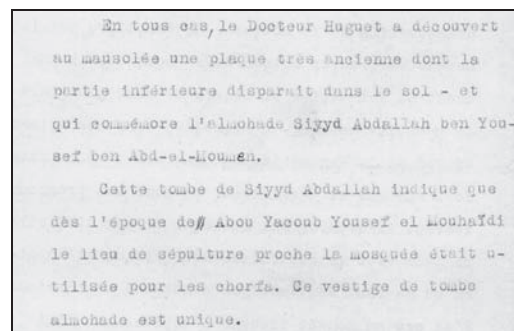 En tous cas, le Docteur Huguet a découvert
au mausolée une plaque très ancienne dont la
partie inférieure disparait dans le sol - et
qui commémore l'almohade Siyyd Abdallah ben You-
sef ben Abd-el-Moumen.
Cette tombe de Siyyd Abdallah indique que
dès l'époque de Abou Yacoub Yousef el Mouhaïdi
le lieu de sépulture proche la mosquée était u-
tilisée pour les chorfa. Ce vestige de tombe
almohade est unique.